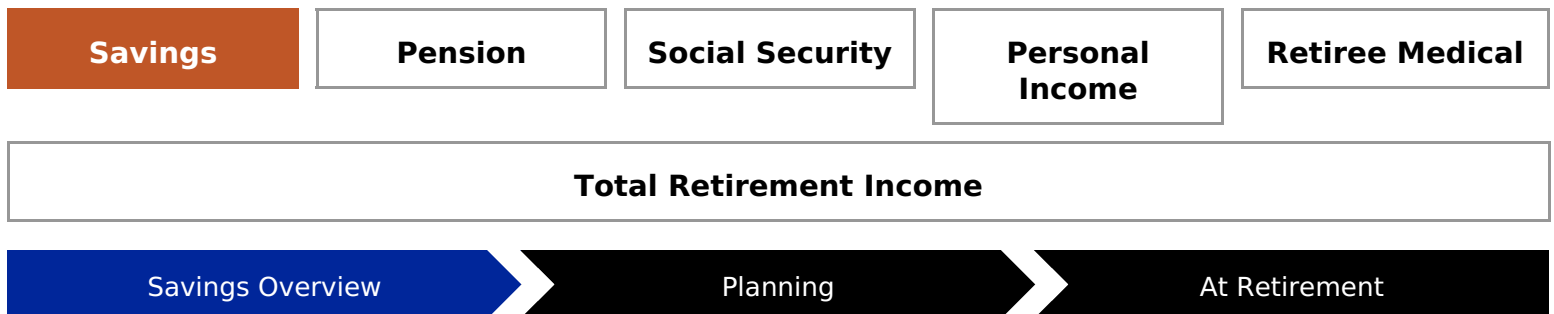 Savings
Pension
Social Security
Personal
Income
Retiree Medical
Total Retirement Income
Savings Overview
Planning
At Retirement